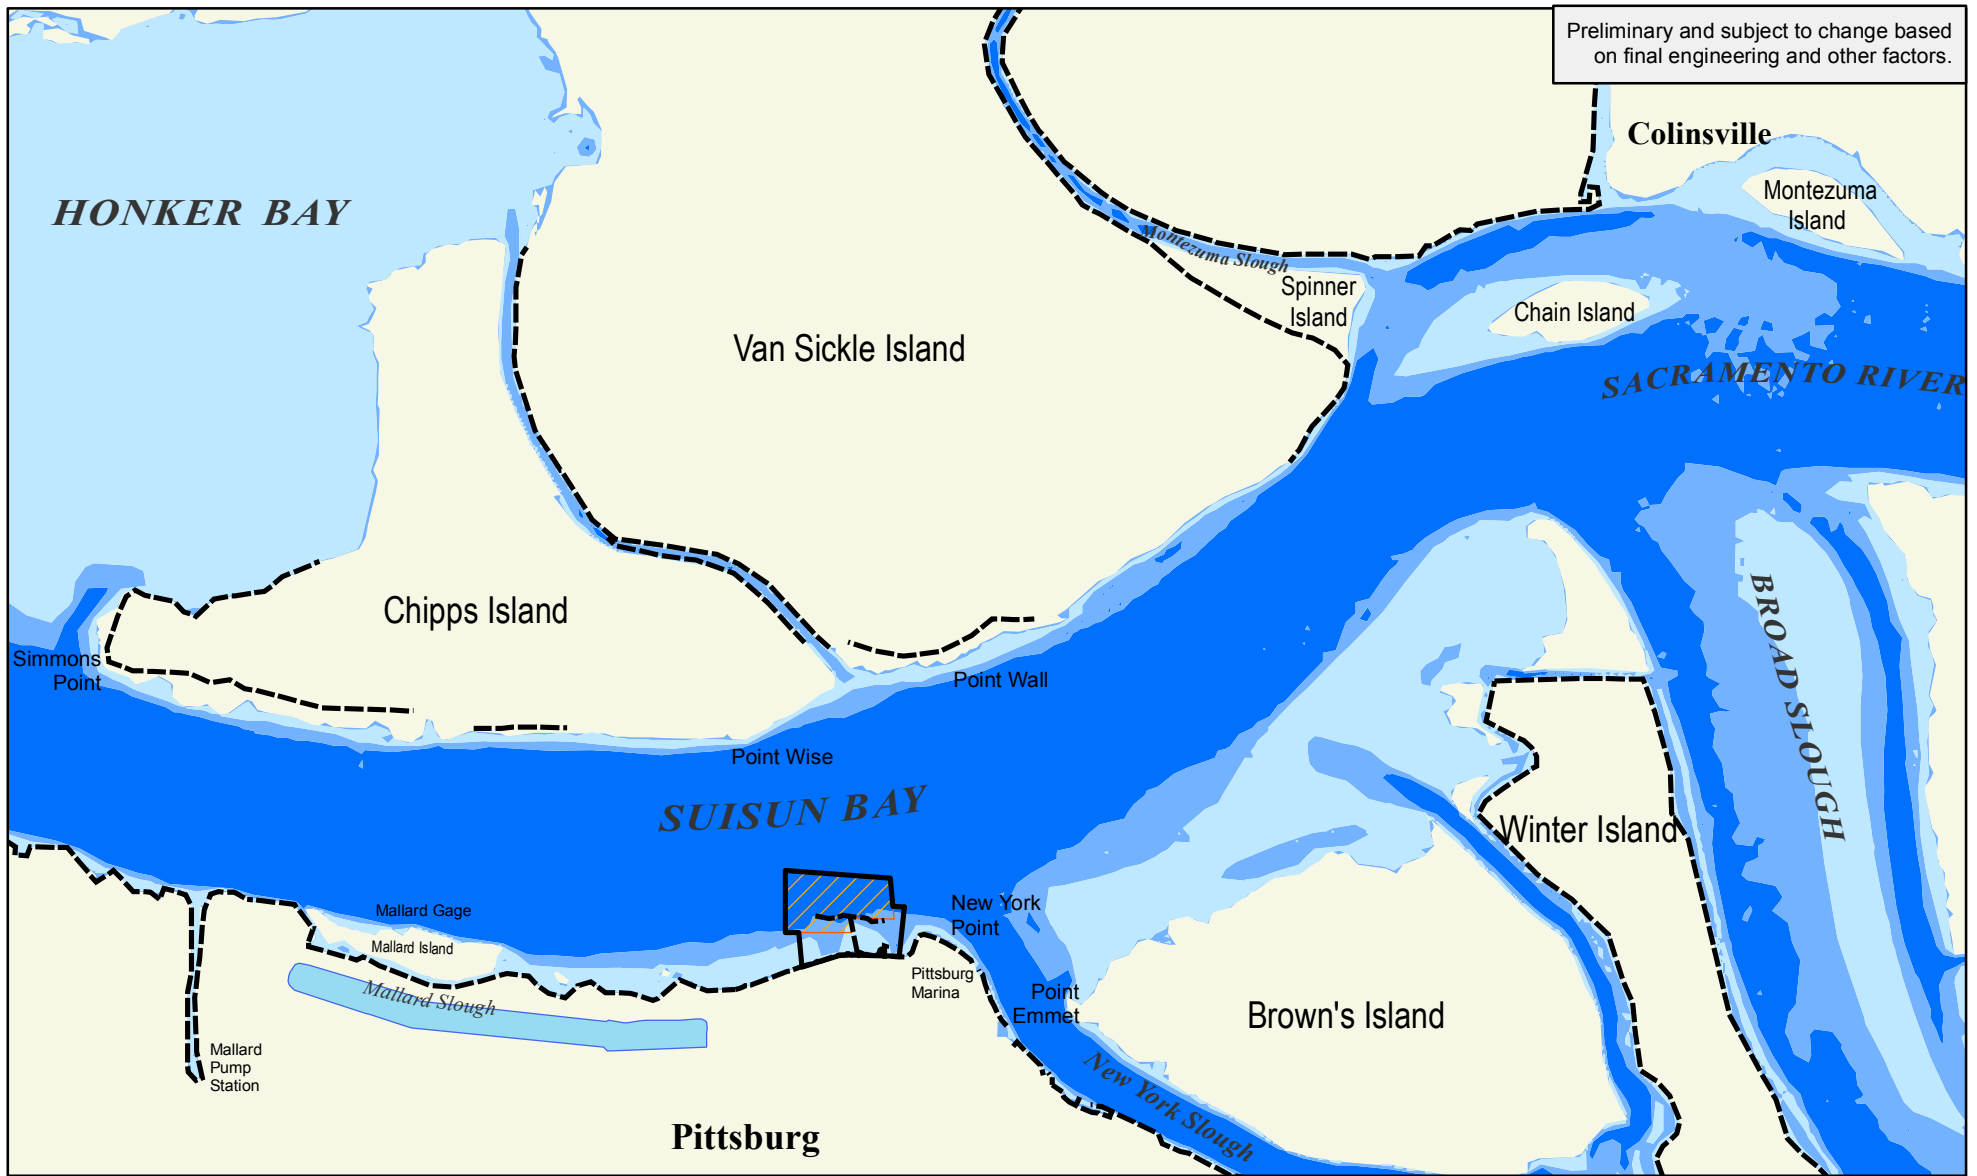 Preliminary and subject to change based
on final engineering and other factors.
Colinsville
Montezuma
Island
HONKER BAY
Montezuma Slough
Spinner
Island
Chain Island
Van Sickle Island
SACRAMENTO RIVER
Chipps Island
BROAD SLOUGH
Simmons
Point
Point Wall
Point Wise
SUISUN BAY
Winter Island
Mallard Gage
New York
Point
Mallard Island
Pittsburg
Marina
Mallard Slough
Point
Emmet
Brown's Island
Mallard
Pump
Station
New York Slough
Pittsburg